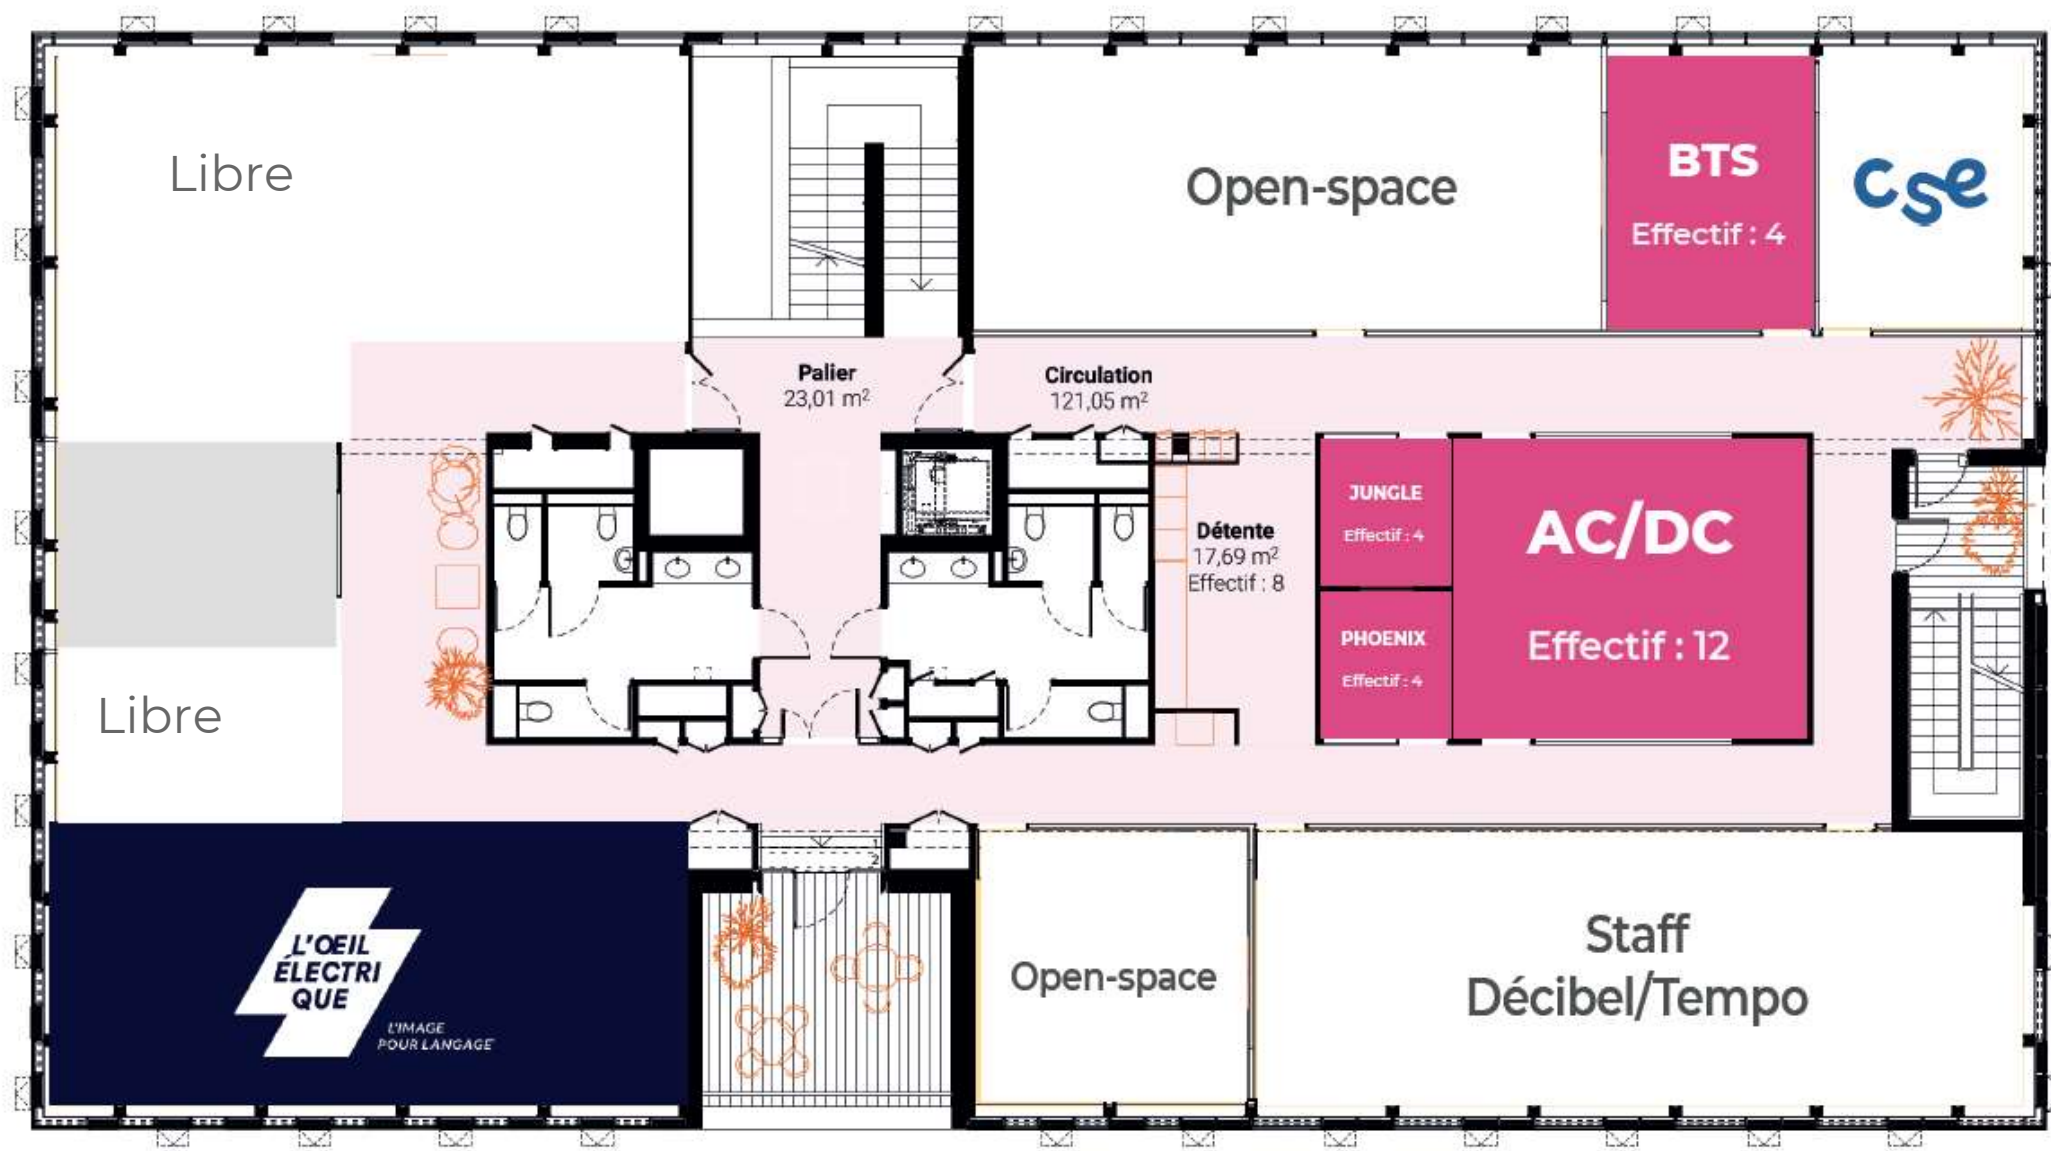 Libre
Open-space
BTS
Effectif : 4
cse
Palier
23,01 m²
Circulation
121,05 m²
JUNGLE
Effectif : 4
AC/DC
Effectif : 12
Détente
17,69 m²
Effectif : 8
PHOENIX
Effectif : 4
Libre
1
2
L'OEIL
ÉLECTRI
QUE
L'IMAGE
POUR LANGAGE
Open-space
Staff
Décibel/Tempo